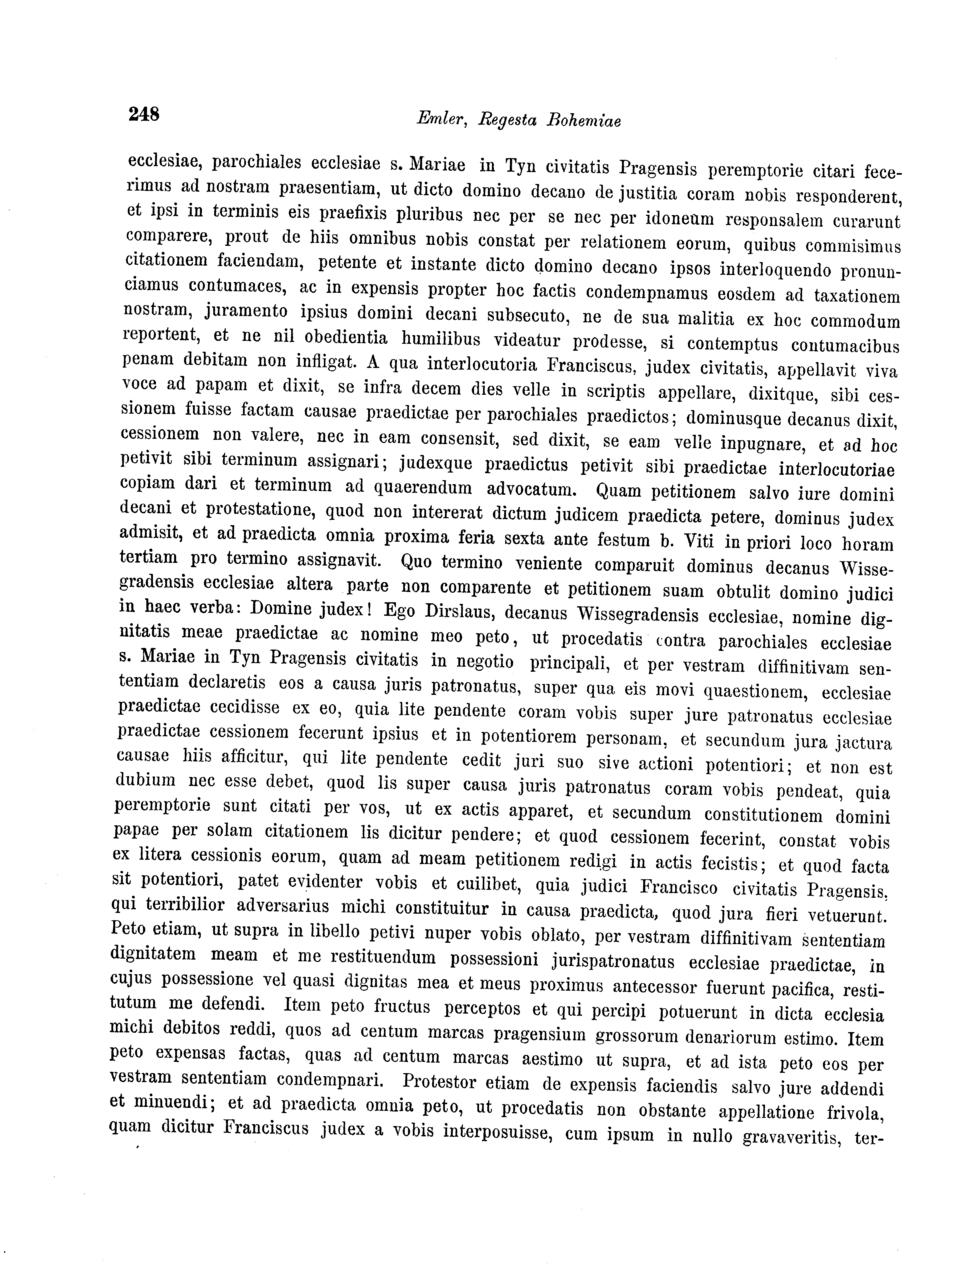 248
Emler, Regesta Bohemiae
ecclesiae, parochiales ecclesiae s. Mariae in Tyn civitatis Pragensis peremptorie citari fece-
rimus ad nostram praesentiam, ut dicto domino decano de justitia coram nobis responderent,
et ipsi in terminis eis praefixis pluribus nec per se nec per idoneum responsalem curarunt
comparere, prout de hiis omnibus nobis constat per relationem eorum, quibus commisimus
citationem faciendam, petente et instante dicto domino decano ipsos interloquendo pronun-
ciamus contumaces, ac in expensis propter hoc factis condempnamus eosdem ad taxationem
nostram, juramento ipsius domini decani subsecuto, ne de sua malitia ex hoc commodum
reportent, et ne nil obedientia humilibus videatur prodesse, si contemptus contumacibus
penam debitam non infligat. A qua interlocutoria Franciscus, judex civitatis, appellavit viva
voce ad papam et dixit, se infra decem dies velle in scriptis appellare, dixitque, sibi ces-
sionem fuisse factam causae praedictae per parochiales praedictos; dominusque decanus dixit,
cessionem non valere, nec in eam consensit, sed dixit, se eam velle inpugnare, et ad hoc
petivit sibi terminum assignari; judexque praedictus petivit sibi praedictae interlocutoriae
copiam dari et terminum ad quaerendum advocatum. Quam petitionem salvo iure domini
decani et protestatione, quod non intererat dictum judicem praedicta petere, dominus judex
admisit, et ad praedicta omnia proxima feria sexta ante festum b. Viti in priori loco horam
tertiam pro termino assignavit. Quo termino veniente comparuit dominus decanus Wisse-
gradensis ecclesiae altera parte non comparente et petitionem suam obtulit domino judici
in haec verba: Domine judex! Ego Dirslaus, decanus Wissegradensis ecclesiae, nomine dig-
nitatis meae praedictae ac nomine meo peto, ut procedatis contra parochiales ecclesiae
s. Mariae in Tyn Pragensis civitatis in negotio principali, et per vestram diffinitivam sen-
tentiam declaretis eos a causa juris patronatus, super qua eis movi quaestionem, ecclesiae
praedictae cecidisse ex eo, quia lite pendente coram vobis super jure patronatus ecclesiae
praedictae cessionem fecerunt ipsius et in potentiorem personam, et secundum jura jactura
causae hiis afficitur, qui lite pendente cedit juri suo sive actioni potentiori; et non est
dubium nec esse debet, quod lis super causa juris patronatus coram vobis pendeat, quia
peremptorie sunt citati per vos, ut ex actis apparet, et secundum constitutionem domini
papae per solam citationem lis dicitur pendere; et quod cessionem fecerint, constat vobis
ex litera cessionis eorum, quam ad meam petitionem redigi in actis fecistis; et quod facta
sit potentiori, patet evidenter vobis et cuilibet, quia judici Francisco civitatis Pragensis,
qui terribilior adversarius michi constituitur in causa praedicta, quod jura fieri vetuerunt.
Peto etiam, ut supra in libello petivi nuper vobis oblato, per vestram diffinitivam sententiam
dignitatem meam et me restituendum possessioni jurispatronatus ecclesiae praedictae, in
cujus possessione vel quasi dignitas mea et meus proximus antecessor fuerunt pacifica, resti-
tutum me defendi. Item peto fructus perceptos et qui percipi potuerunt in dicta ecclesia
michi debitos reddi, quos ad centum marcas pragensium grossorum denariorum estimo. Item
peto expensas factas, quas ad centum marcas aestimo ut supra, et ad ista peto eos per
vestram sententiam condempnari. Protestor etiam de expensis faciendis salvo jure addendi
et minuendi; et ad praedicta omnia peto, ut procedatis non obstante appellatione frivola,
quam dicitur Franciscus judex a vobis interposuisse, cum ipsum in nullo gravaveritis, ter-